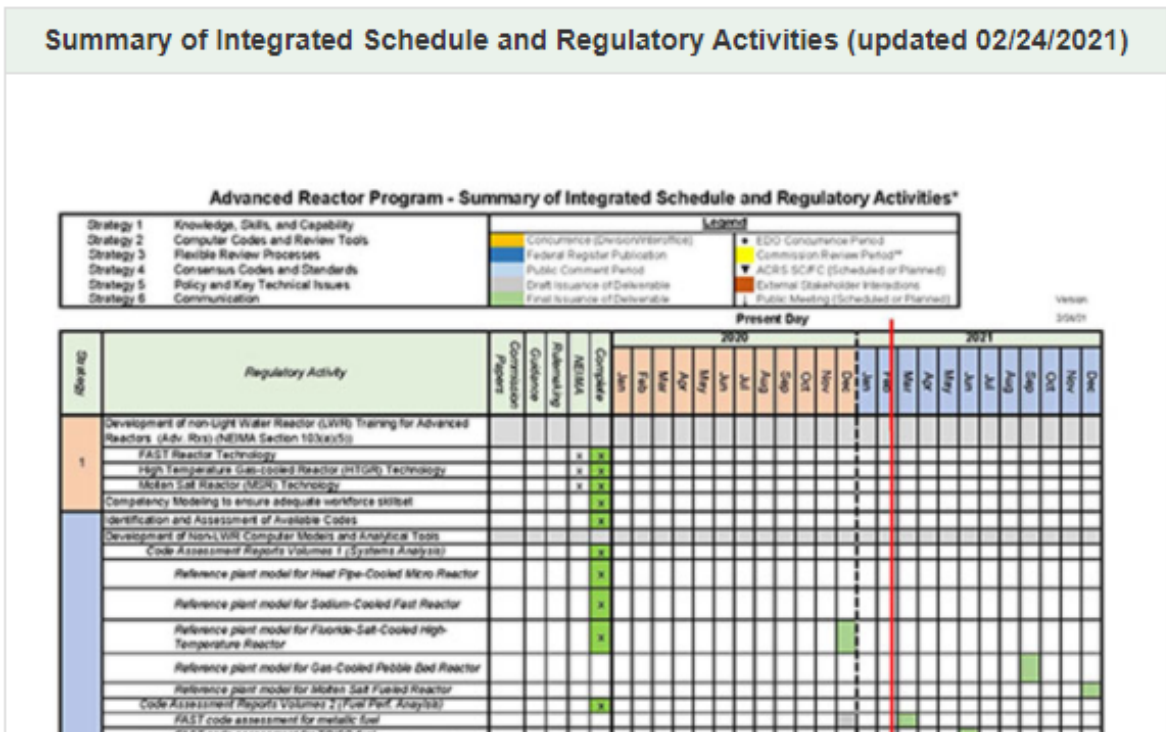 Summary of Integrated Schedule and Regulatory Activities (updated 02/24/2021)
Advanced Reactor Program - Summary of Integrated Schedule and Regulatory Activities*
Legend
Strategy 1 Knowledge, Skills, and Capability
Strategy 2 Computer Codes and Review Tools
Strategy 3 Flexible Review Processes
Strategy 4 Consensus Codes and Standards
Strategy 5 Policy and Key Technical Issues
Strategy 6 Communication
Concurrence (Division/Interoffice)
Federal Register Publication
Public Comment Period
Draft Issuance of Deliverable
Final Issuance of Deliverable
EDO Concurrence Period
Commission Review Period**
ACRS SC/FC (Scheduled or Planned)
External Stakeholder Interactions
Public Meeting (Scheduled or Planned)
Version
Present Day
2020 2021
Strategy Regulatory Activity Commission Papers Guidance Rulemaking NEIMA Complete Jan Feb Mar Apr May Jun Jul Aug Sep Oct Nov Dec Jan Feb Mar Apr May Jun Jul Aug Sep Oct Nov Dec
1
Development of non-Light Water Reactor (LWR) Training for Advanced
Reactors (Adv. Rxs) (NEIMA Section 103(a)(5))
FAST Reactor Technology x x
High Temperature Gas-cooled Reactor (HTGR) Technology x x
Molten Salt Reactor (MSR) Technology x x
Competency Modeling to ensure adequate workforce skillset x
Identification and Assessment of Available Codes x
Development of Non-LWR Computer Models and Analytical Tools
Code Assessment Reports Volumes 1 (Systems Analysis) x
Reference plant model for Heat Pipe-Cooled Micro Reactor x
Reference plant model for Sodium-Cooled Fast Reactor x
Reference plant model for Fluoride-Salt-Cooled High-
Temperature Reactor x
Reference plant model for Gas-Cooled Pebble Bed Reactor
Reference plant model for Molten Salt Fueled Reactor
Code Assessment Reports Volumes 2 (Fuel Perf. Anaylsis) x
FAST code assessment for metallic fuel